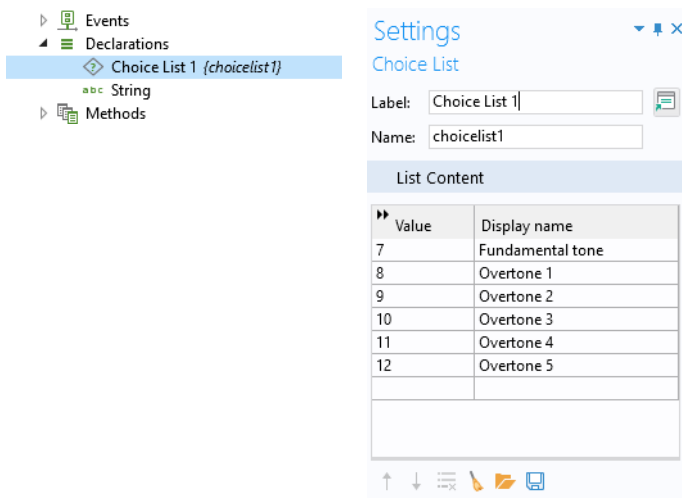 Events
Declarations
Choice List 1 {choicelist1}
abc String
Methods
Settings
Choice List
Label: Choice List 1
Name: choicelist1
List Content
Value Display name
7 Fundamental tone
8 Overtone 1
9 Overtone 2
10 Overtone 3
11 Overtone 4
12 Overtone 5